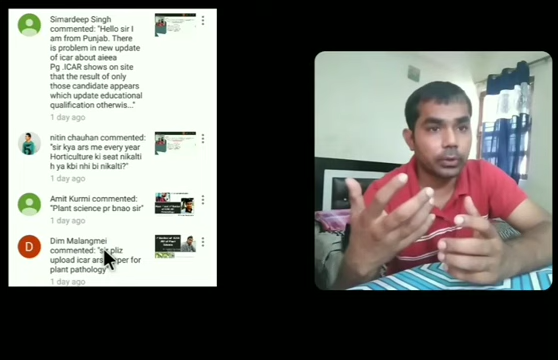 Simardeep Singh
commented: "Hello sir I
am from Punjab. There
is problem in new update
of icar about aieea
Pg .ICAR shows on site
that the result of only
those candidate appears
which update educational
qualification otherwis..."
1 day ago
nitin chauhan commented:
"sir kya ars me every year
Horticulture ki seat nikalti
h ya kbi nhi bi nikalti?"
1 day ago
Amit Kurmi commented:
"Plant science pr bnao sir"
1 day ago
D
Dim Malangmei
commented: "sir pliz
upload icar ars per for
plant pathology"
1 day ago